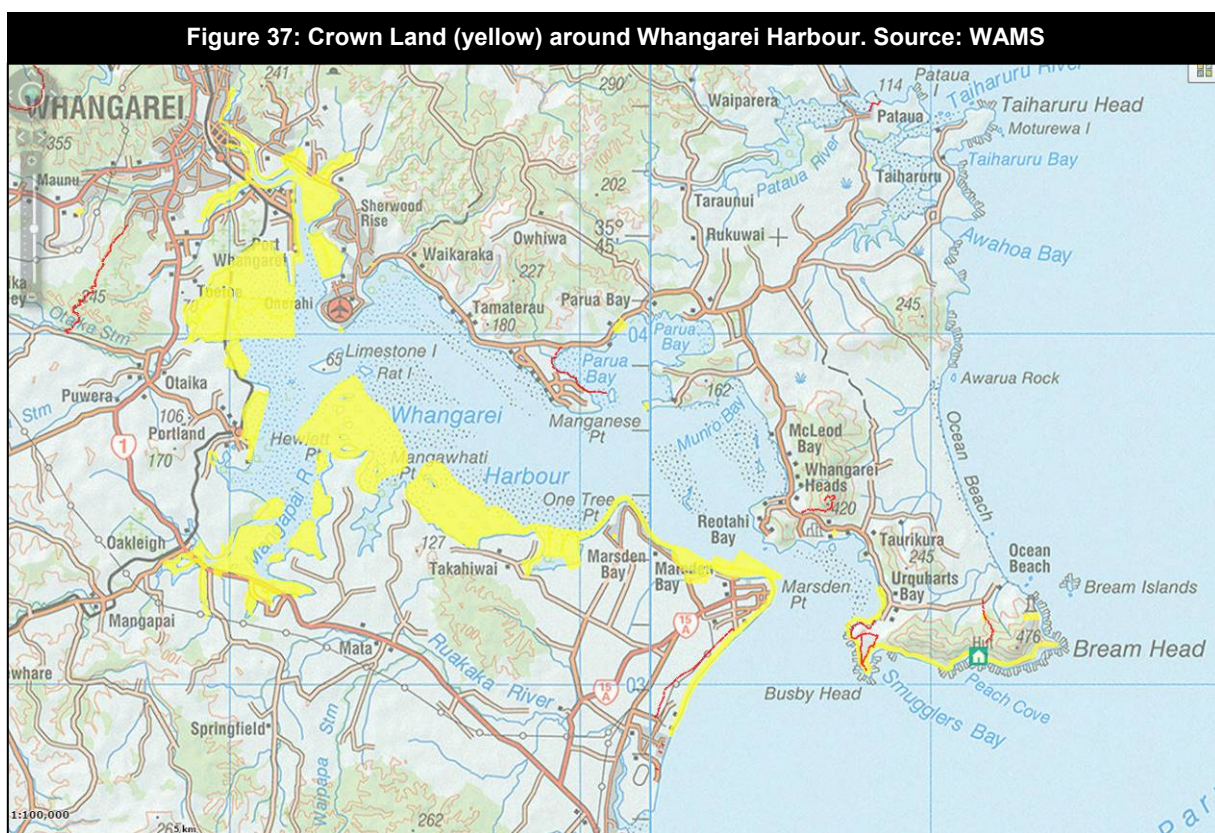 Figure 37: Crown Land (yellow) around Whangarei Harbour. Source: WAMS
WHANGAREI
241
290
Waiparera
114
Pataua
I
Taiharuru River
Taiharuru Head
Moturewa I
Pataua
355
Maunu
Pataua River
Taiharuru Bay
Taiharuru
202
Taraunui
Sherwood
Rise
35°
45'
Rukuwai
Owhiwa
Awahoa Bay
Waikaraka
Port
Whangarei
227
245
Toetoe
Onerahi
Tamaterau
180
Parua Bay
245
Otaika Stm
04
Parua
Bay
65
Limestone I
Rat I
Parua
Bay
Awarua Rock
Otaika
Puwera
162
Stm
106
Whangarei
Manganese
Pt
Munro Bay
McLeod
Bay
Ocean Beach
1
Portland
170
Hewlett
Pt
Mangawhati
Pt
Harbour
Whangarei
Heads
420
One Tree
Pt
Reotahi
Bay
Mangapai R
Oakleigh
127
Takahiwai
Marsden
Bay
Marsden
Bay
Taurikura
245
Ocean
Beach
Urquharts
Bay
Marsden
Pt
Bream Islands
Mangapai
15
A
Mata
Hut
476
Bream Head
Ruakaka River
Busby Head
Peach Cove
Smugglers Bay
15
A
03
Springfield
Waipapa Stm
1:100,000
5 km
262